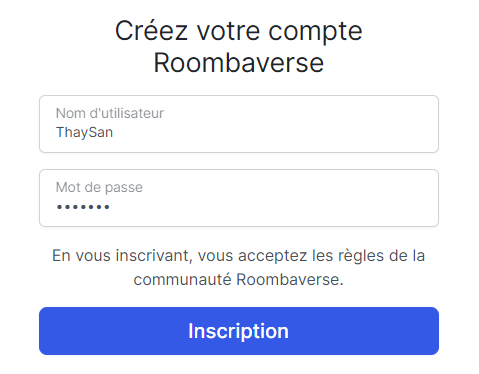 Créez votre compte
Roombaverse
Nom d'utilisateur
ThaySan
Mot de passe
•••••••
En vous inscrivant, vous acceptez les règles de la
communauté Roombaverse.
Inscription